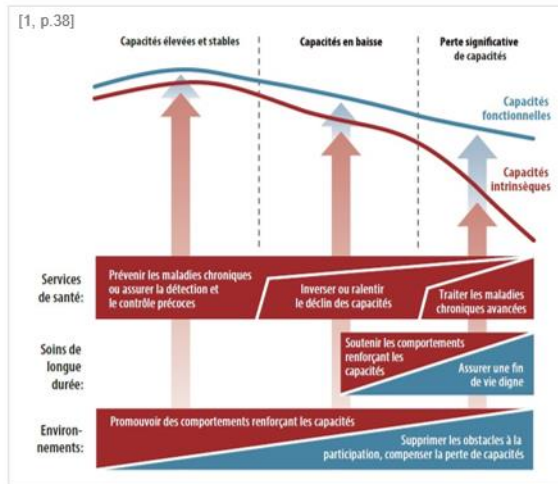 [1, p.38]
Capacités élevées et stables
Capacités en baisse
Perte significative
de capacités
Capacités
fonctionnelles
Capacités
intrinsèques
Services
de santé:
Prévenir les maladies chroniques
ou assurer la détection et
le contrôle précoces
Inverser ou ralentir
le déclin des capacités
Traiter les maladies
chroniques avancées
Soins de
longue
durée:
Soutenir les comportements
renforçant les
capacités
Assurer une fin
de vie digne
Environ-
nements:
Promouvoir des comportements renforçant les capacités
Supprimer les obstacles à la
participation, compenser la perte de capacités